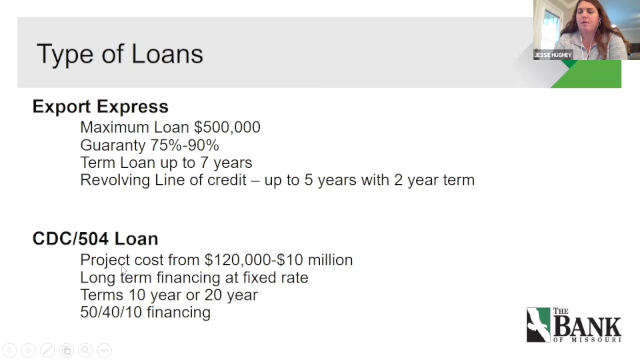 Type of Loans
JESSIE HUGHEY
Export Express
Maximum Loan $500,000
Guaranty 75%-90%
Term Loan up to 7 years
Revolving Line of credit – up to 5 years with 2 year term
CDC/504 Loan
Project cost from $120,000-$10 million
Long term financing at fixed rate
Terms 10 year or 20 year
50/40/10 financing
THE
BANK
OF MISSOURI